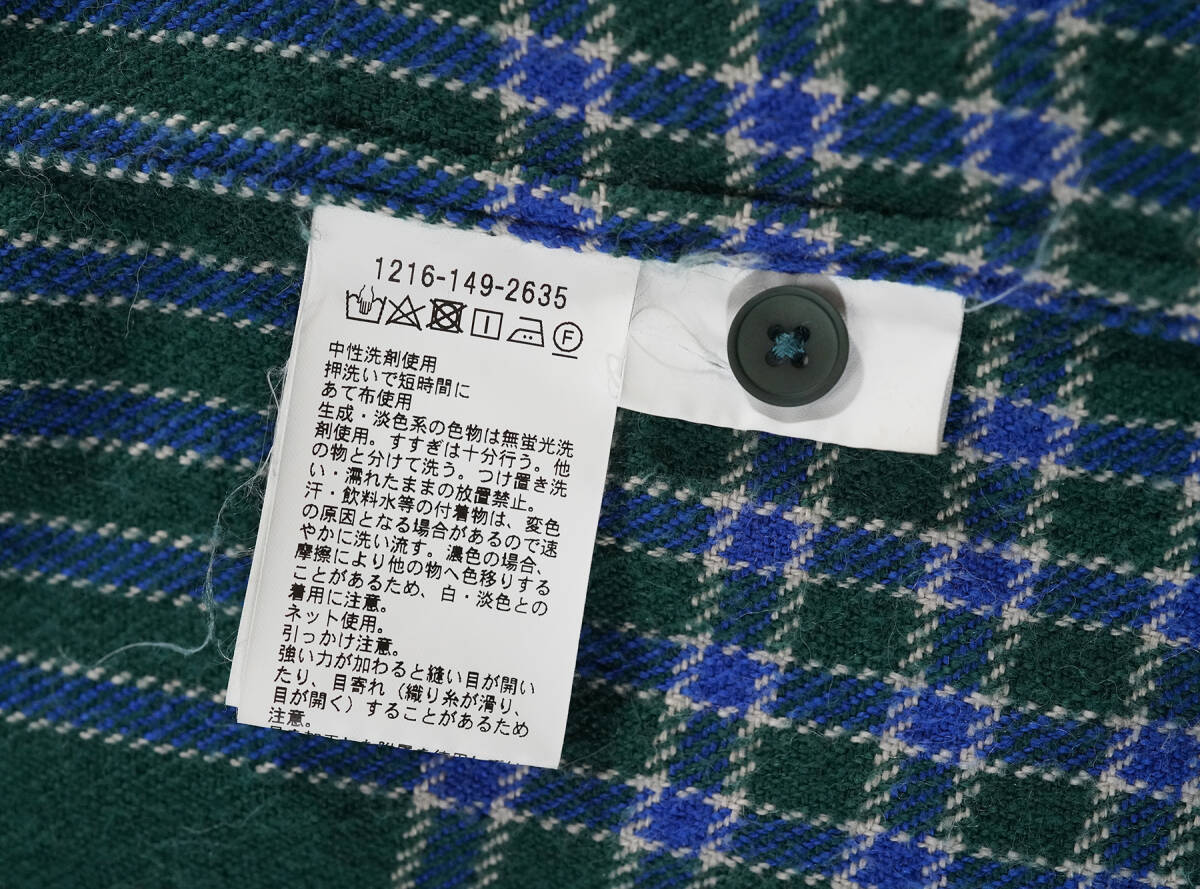 1216-149-2635
F
中性洗剤使用
押洗いで短時間に
あて布使用
生成・淡色系の色物は無蛍光洗
剤使用。すすぎは十分行う。他
の物と分けて洗う。つけ置き洗
い・濡れたままの放置禁止。
汗・飲料水等の付着物は、変色
の原因となる場合があるので速
やかに洗い流す。濃色の場合、
摩擦により他の物へ色移りする
ことがあるため、白・淡色との
着用に注意。
ネット使用。
引っかけ注意。
強い力が加わると縫い目が開い
たり、目寄れ（織り糸が滑り、
目が開く）することがあるため
注意。